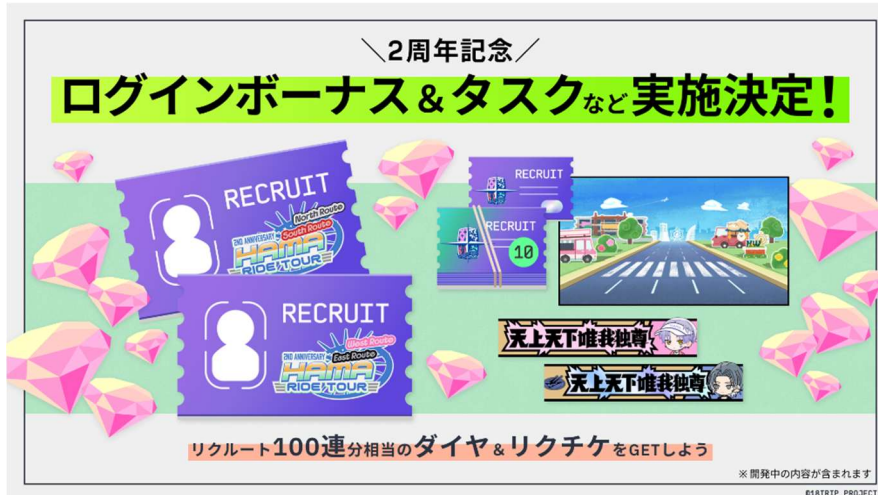 ＼2周年記念／
ログインボーナス＆タスクなど実施決定！
RECRUIT
North Route
South Route
2ND ANNIVERSARY
HAMA
RIDE TOUR
RECRUIT
RECRUIT
10
NW
RECRUIT
West Route
East Route
2ND ANNIVERSARY
HAMA
RIDE TOUR
天上天下唯我独尊
天上天下唯我独尊
リクルート100連分相当のダイヤ＆リクチケをGETしよう
※ 開発中の内容が含まれます
©18TRIP PROJECT